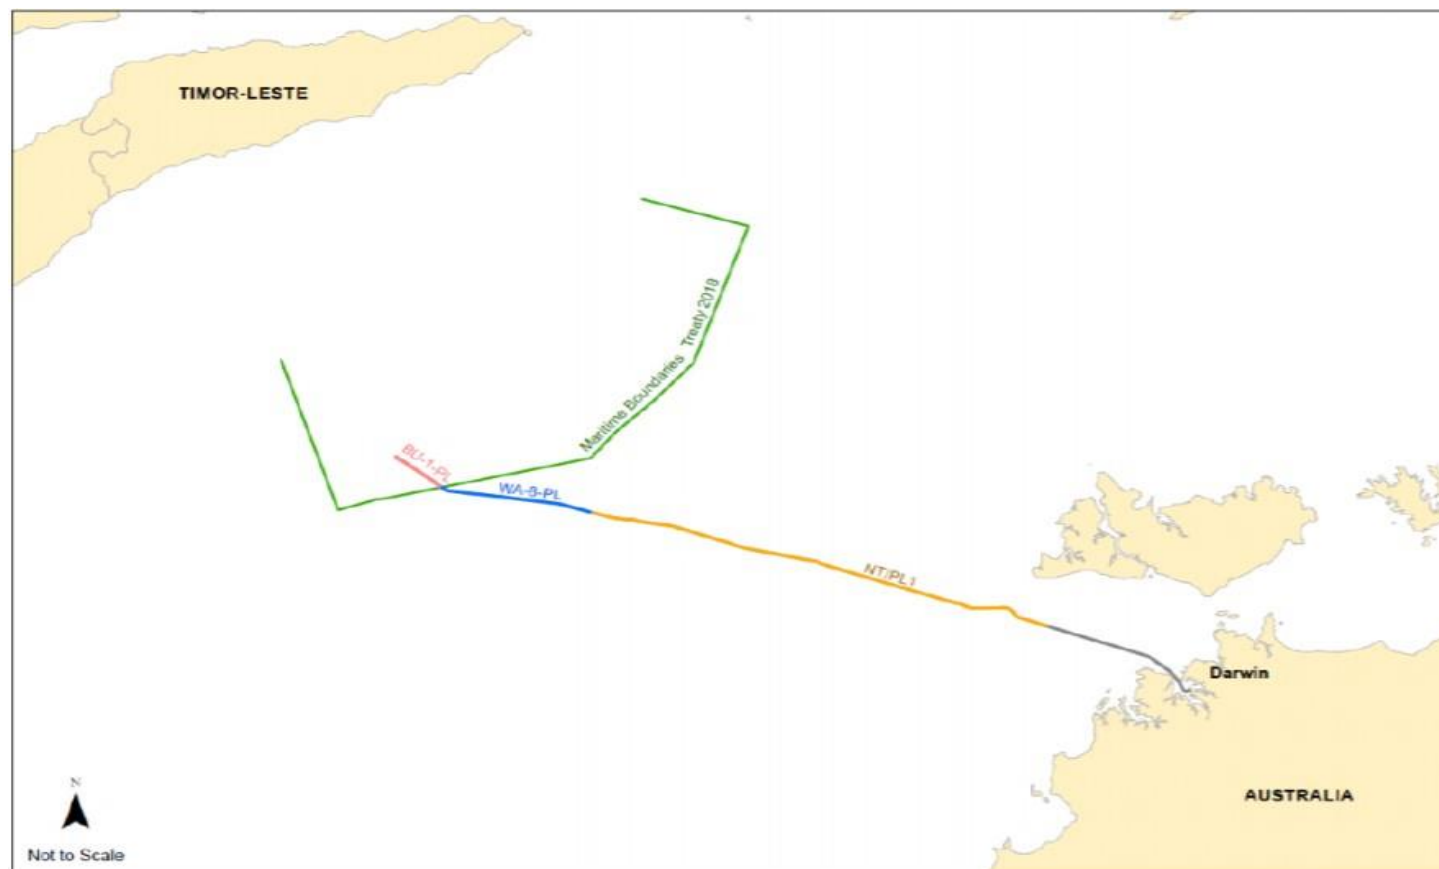 TIMOR-LESTE
Maritime Boundaries Treaty 2018
BU-1-PL
WA-8-PL
NT/PL1
Darwin
AUSTRALIA
N
Not to Scale